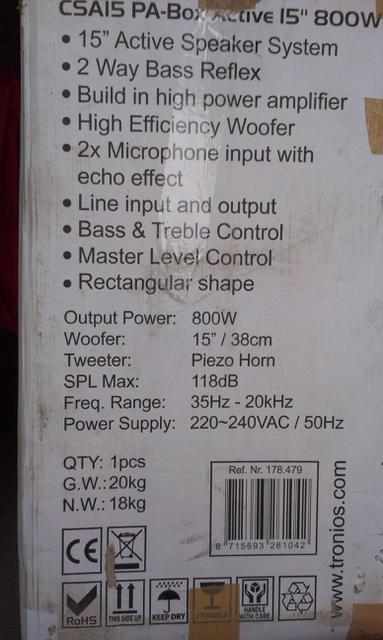 CSA15 PA-Box Active 15" 800W
• 15” Active Speaker System
• 2 Way Bass Reflex
• Build in high power amplifier
• High Efficiency Woofer
• 2x Microphone input with
echo effect
• Line input and output
• Bass & Treble Control
• Master Level Control
• Rectangular shape
Output Power: 800W
Woofer: 15” / 38cm
Tweeter: Piezo Horn
SPL Max: 118dB
Freq. Range: 35Hz - 20kHz
Power Supply: 220~240VAC / 50Hz
QTY: 1pcs
G.W.: 20kg
N.W.: 18kg
Ref. Nr. 178.479
8 715693 261042
www.tronios.com
CE
RoHS
THIS SIDE UP
KEEP DRY
FRAGILE
HANDLE
WITH CARE